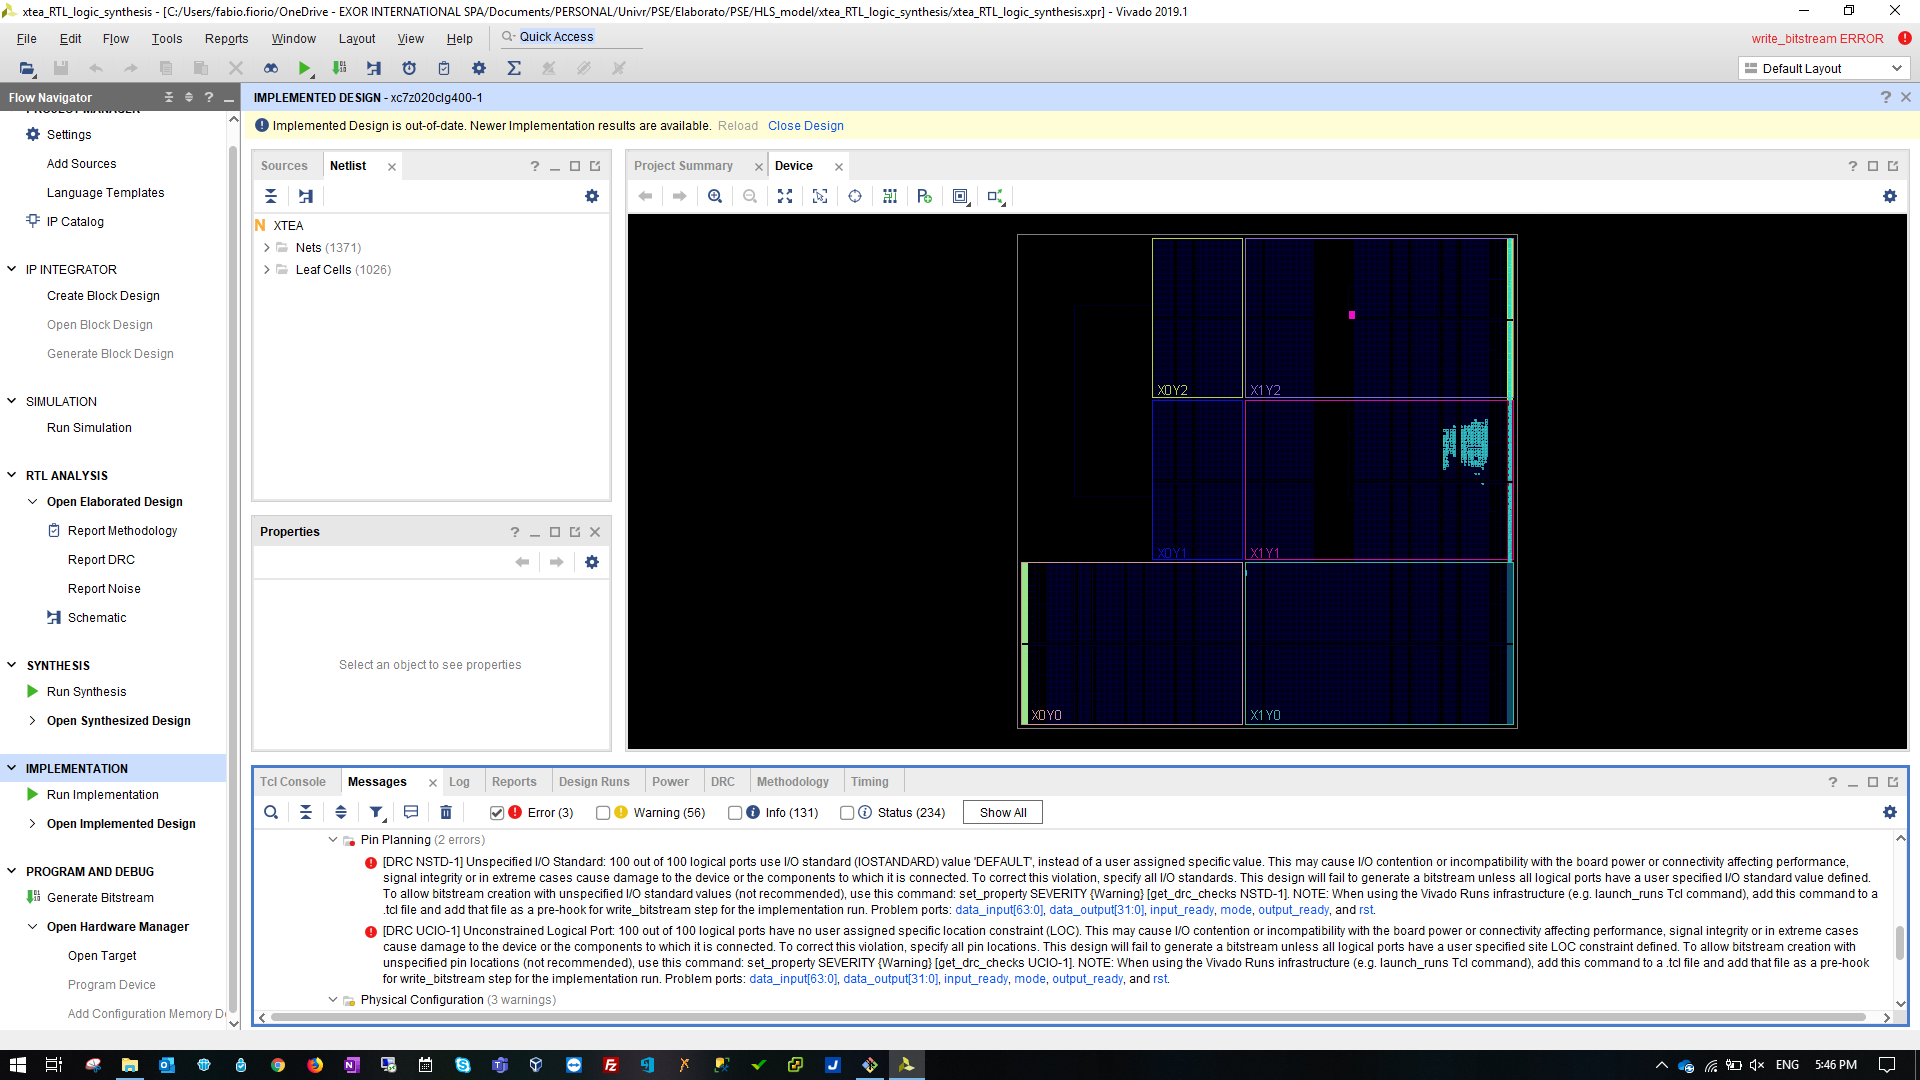 xtea_RTL_logic_synthesis - [C:/Users/fabio.fiorio/OneDrive - EXOR INTERNATIONAL SPA/Documents/PERSONAL/Univr/PSE/Elaborato/PSE/HLS_model/xtea_RTL_logic_synthesis/xtea_RTL_logic_synthesis.xpr] - Vivado 2019.1
File Edit Flow Tools Reports Window Layout View Help Quick Access
write_bitstream ERROR
Default Layout
Flow Navigator
PROJECT MANAGER
Settings
Add Sources
Language Templates
IP Catalog
IP INTEGRATOR
Create Block Design
Open Block Design
Generate Block Design
SIMULATION
Run Simulation
RTL ANALYSIS
Open Elaborated Design
Report Methodology
Report DRC
Report Noise
Schematic
SYNTHESIS
Run Synthesis
Open Synthesized Design
IMPLEMENTATION
Run Implementation
Open Implemented Design
PROGRAM AND DEBUG
Generate Bitstream
Open Hardware Manager
Open Target
Program Device
Add Configuration Memory D
IMPLEMENTED DESIGN - xc7z020clg400-1
Implemented Design is out-of-date. Newer Implementation results are available. Reload Close Design
Sources Netlist
N XTEA
Nets (1371)
Leaf Cells (1026)
Properties
Select an object to see properties
Project Summary Device
X0Y2 X1Y2
X0Y1 X1Y1
X0Y0 X1Y0
Tcl Console Messages Log Reports Design Runs Power DRC Methodology Timing
Error (3) Warning (56) Info (131) Status (234) Show All
Pin Planning (2 errors)
[DRC NSTD-1] Unspecified I/O Standard: 100 out of 100 logical ports use I/O standard (IOSTANDARD) value 'DEFAULT', instead of a user assigned specific value. This may cause I/O contention or incompatibility with the board power or connectivity affecting performance,
signal integrity or in extreme cases cause damage to the device or the components to which it is connected. To correct this violation, specify all I/O standards. This design will fail to generate a bitstream unless all logical ports have a user specified I/O standard value defined.
To allow bitstream creation with unspecified I/O standard values (not recommended), use this command: set_property SEVERITY {Warning} [get_drc_checks NSTD-1]. NOTE: When using the Vivado Runs infrastructure (e.g. launch_runs Tcl command), add this command to a
.tcl file and add that file as a pre-hook for write_bitstream step for the implementation run. Problem ports: data_input[63:0], data_output[31:0], input_ready, mode, output_ready, and rst.
[DRC UCIO-1] Unconstrained Logical Port: 100 out of 100 logical ports have no user assigned specific location constraint (LOC). This may cause I/O contention or incompatibility with the board power or connectivity affecting performance, signal integrity or in extreme cases
cause damage to the device or the components to which it is connected. To correct this violation, specify all pin locations. This design will fail to generate a bitstream unless all logical ports have a user specified site LOC constraint defined. To allow bitstream creation with
unspecified pin locations (not recommended), use this command: set_property SEVERITY {Warning} [get_drc_checks UCIO-1]. NOTE: When using the Vivado Runs infrastructure (e.g. launch_runs Tcl command), add this command to a .tcl file and add that file as a pre-hook
for write_bitstream step for the implementation run. Problem ports: data_input[63:0], data_output[31:0], input_ready, mode, output_ready, and rst.
Physical Configuration (3 warnings)
ENG 5:46 PM